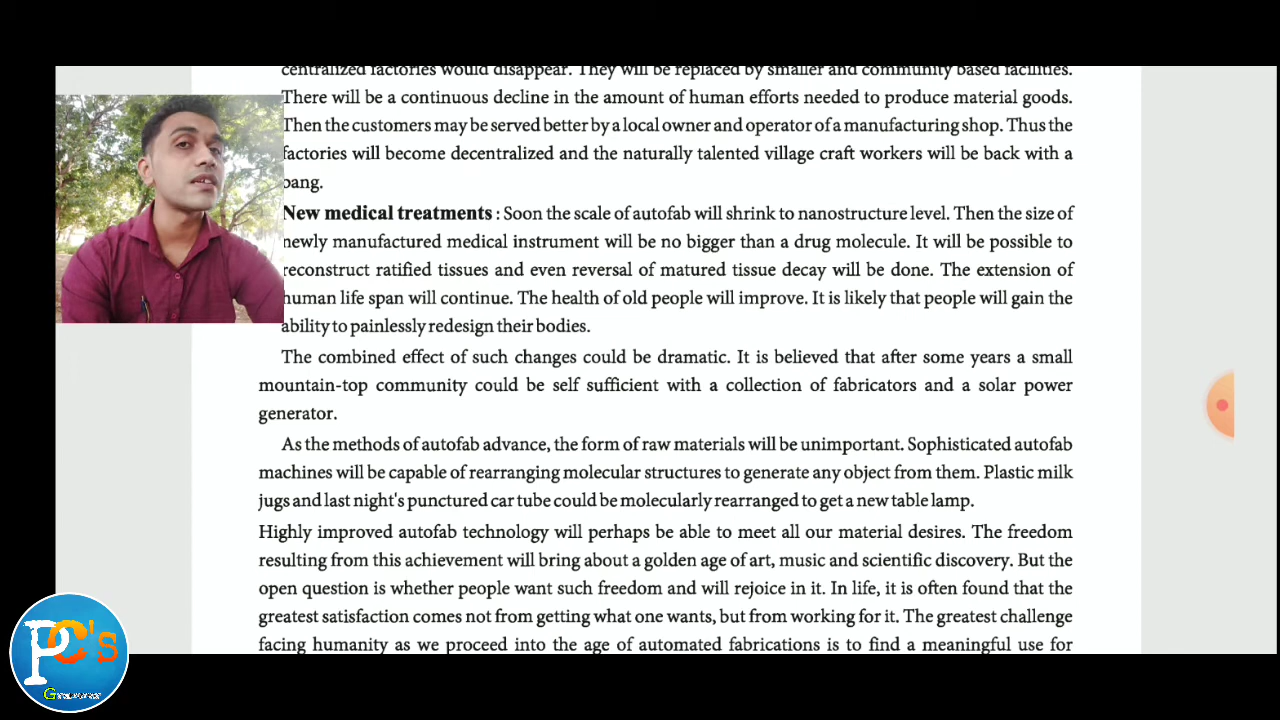 centralized factories would disappear. They will be replaced by smaller and community based facilities.
There will be a continuous decline in the amount of human efforts needed to produce material goods.
Then the customers may be served better by a local owner and operator of a manufacturing shop. Thus the
factories will become decentralized and the naturally talented village craft workers will be back with a
bang.
New medical treatments : Soon the scale of autofab will shrink to nanostructure level. Then the size of
newly manufactured medical instrument will be no bigger than a drug molecule. It will be possible to
reconstruct ratified tissues and even reversal of matured tissue decay will be done. The extension of
human life span will continue. The health of old people will improve. It is likely that people will gain the
ability to painlessly redesign their bodies.
The combined effect of such changes could be dramatic. It is believed that after some years a small
mountain-top community could be self sufficient with a collection of fabricators and a solar power
generator.
As the methods of autofab advance, the form of raw materials will be unimportant. Sophisticated autofab
machines will be capable of rearranging molecular structures to generate any object from them. Plastic milk
jugs and last night's punctured car tube could be molecularly rearranged to get a new table lamp.
Highly improved autofab technology will perhaps be able to meet all our material desires. The freedom
resulting from this achievement will bring about a golden age of art, music and scientific discovery. But the
open question is whether people want such freedom and will rejoice in it. In life, it is often found that the
greatest satisfaction comes not from getting what one wants, but from working for it. The greatest challenge
facing humanity as we proceed into the age of automated fabrications is to find a meaningful use for
PC's